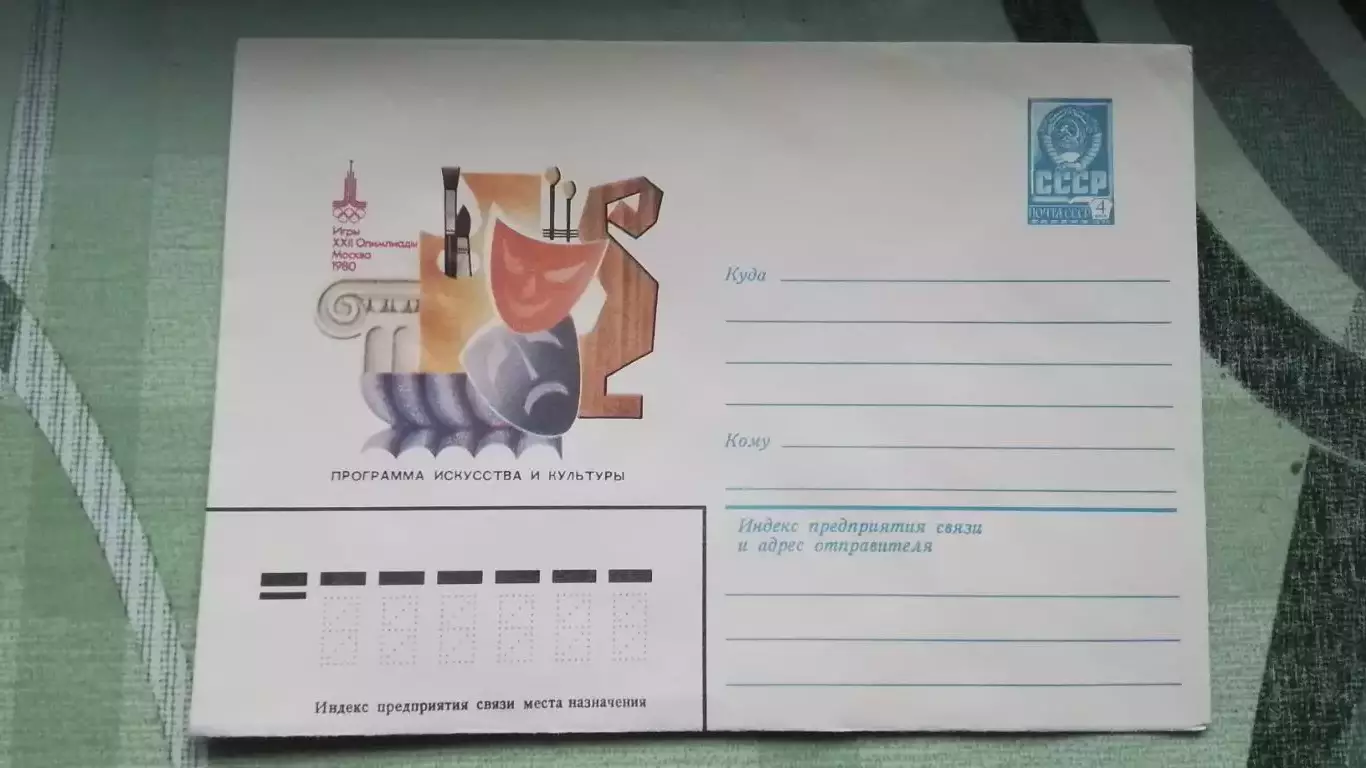 Игры
XXII Олимпиады
Москва
1980
ПРОГРАММА ИСКУССТВА И КУЛЬТУРЫ
СССР
ПОЧТА СССР 4
Куда
Кому
Индекс предприятия связи
и адрес отправителя
Индекс предприятия связи места назначения